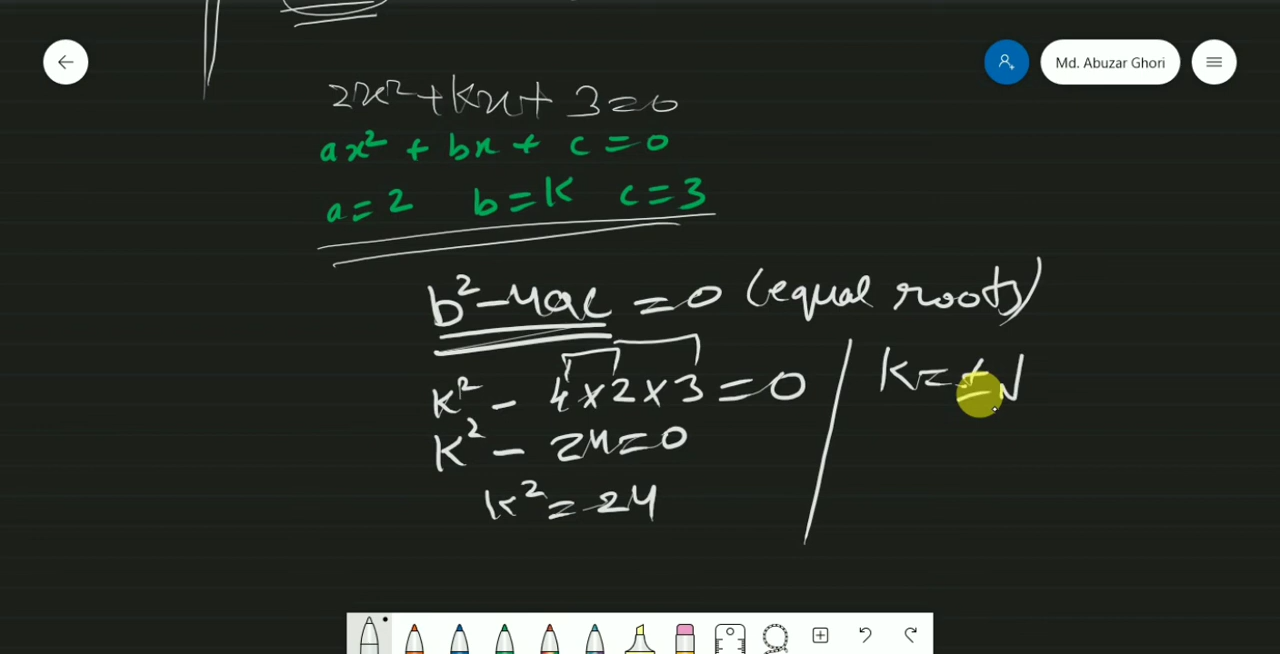 Md. Abuzar Ghori
2x²+kx+3=0
ax² + bx + c = 0
a=2 b=K c=3
b²-4ac = 0 (equal roots)
K² - 4×2×3 = 0
K² - 24=0
K²=24
K=±√